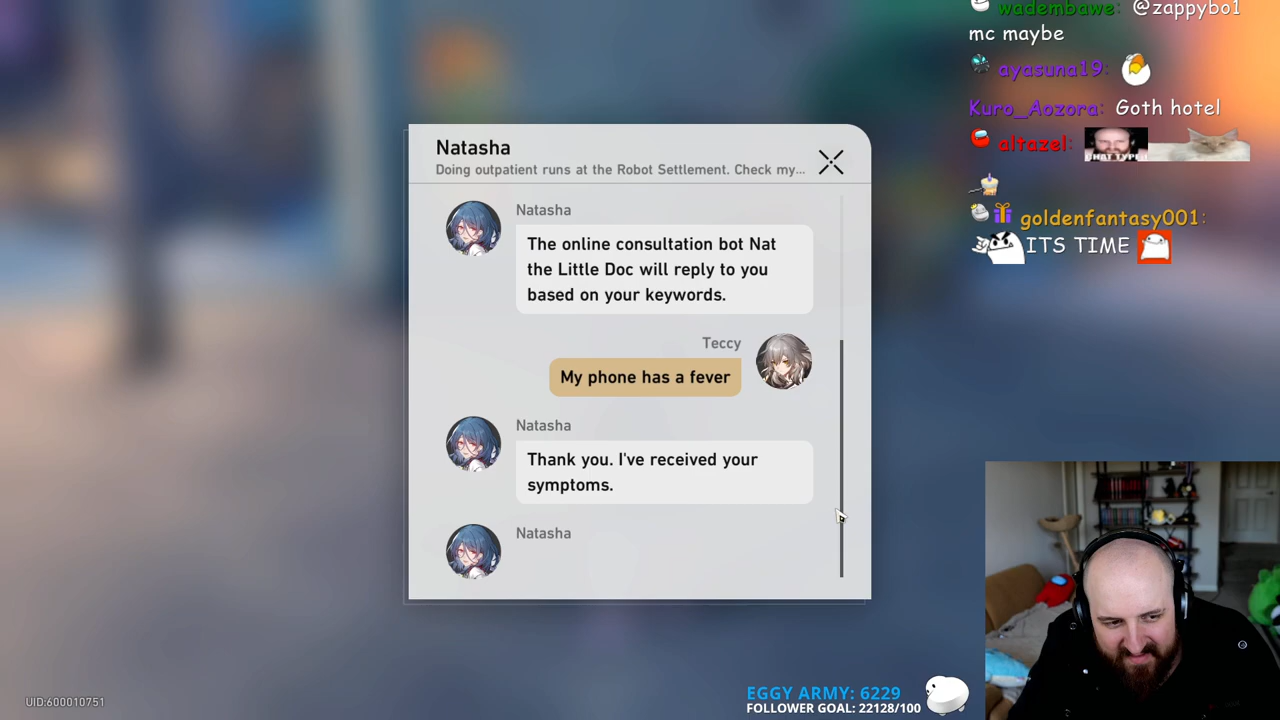 wadembawe: @zappybo1
mc maybe
ayasuna19:
Kuro_Aozora: Goth hotel
altazel:
CHAT TYPE
goldenfantasy001:
ITS TIME
Natasha
Doing outpatient runs at the Robot Settlement. Check my...
Natasha
The online consultation bot Nat
the Little Doc will reply to you
based on your keywords.
Teccy
My phone has a fever
Natasha
Thank you. I've received your
symptoms.
Natasha
EGGY ARMY: 6229
FOLLOWER GOAL: 22128/100
UID:600010751